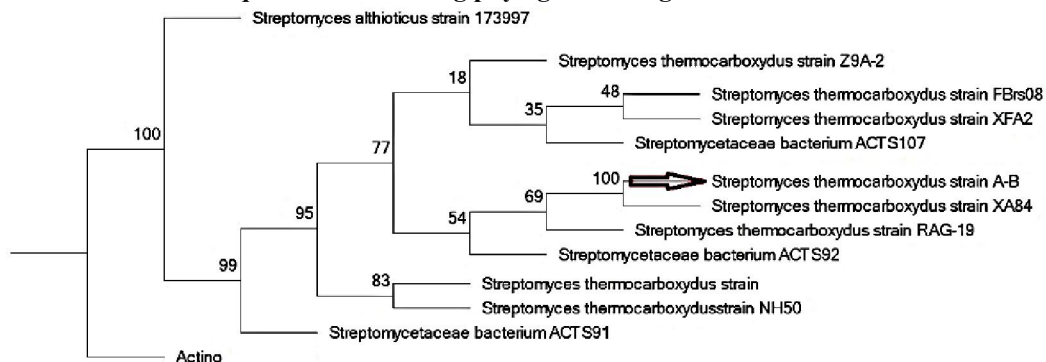 Streptomyces althioticus strain 173997
Streptomyces thermocarboxydus strain Z9A-2
18
48
Streptomyces thermocarboxydus strain FBrs08
35
Streptomyces thermocarboxydus strain XFA2
100
Streptomycetaceae bacterium ACTS107
77
100
Streptomyces thermocarboxydus strain A-B
69
Streptomyces thermocarboxydus strain XA84
95
54
Streptomyces thermocarboxydus strain RAG-19
Streptomycetaceae bacterium ACTS92
99
83
Streptomyces thermocarboxydus strain
Streptomyces thermocarboxydusstrain NH50
Streptomycetaceae bacterium ACTS91
Actino